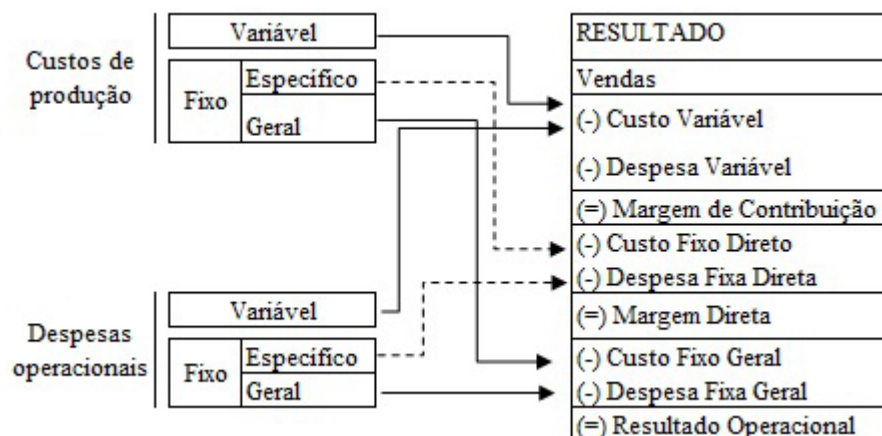 Custos de
produção
Variável
Fixo
Específico
Geral
Despesas
operacionais
Variável
Fixo
Específico
Geral
RESULTADO
Vendas
(-) Custo Variável
(-) Despesa Variável
(=) Margem de Contribuição
(-) Custo Fixo Direto
(-) Despesa Fixa Direta
(=) Margem Direta
(-) Custo Fixo Geral
(-) Despesa Fixa Geral
(=) Resultado Operacional